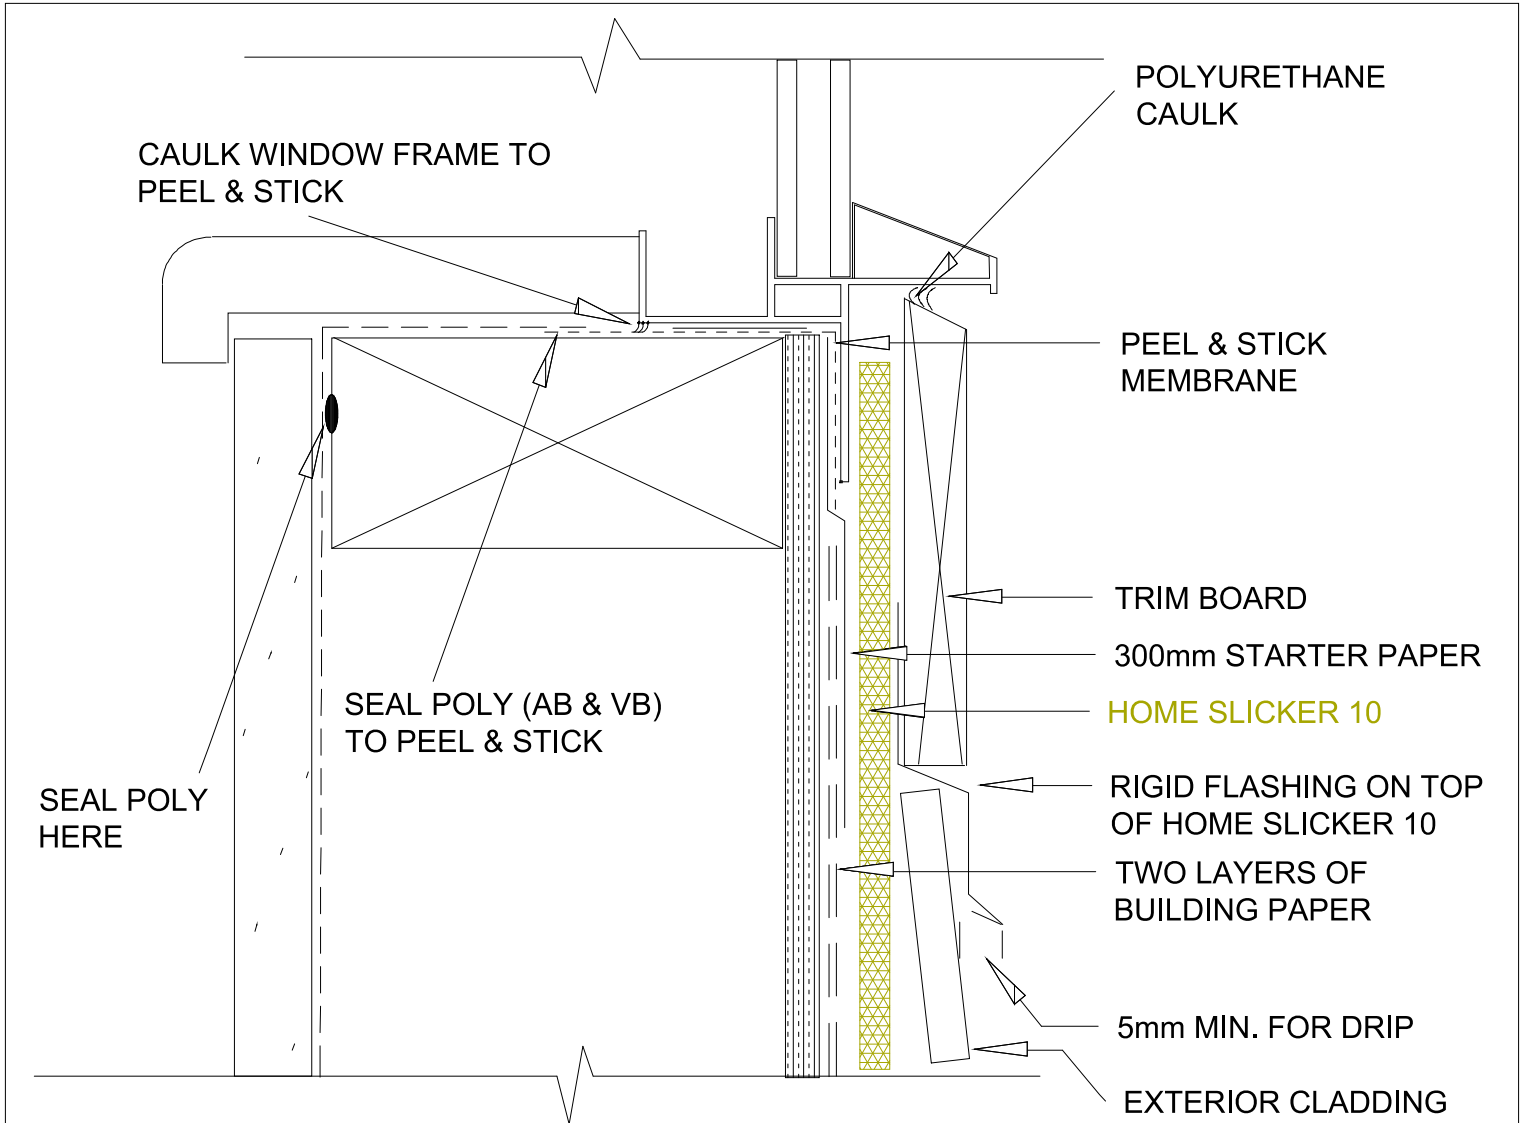 POLYURETHANE
CAULK
CAULK WINDOW FRAME TO
PEEL & STICK
PEEL & STICK
MEMBRANE
TRIM BOARD
300mm STARTER PAPER
HOME SLICKER 10
SEAL POLY (AB & VB)
TO PEEL & STICK
SEAL POLY
HERE
RIGID FLASHING ON TOP
OF HOME SLICKER 10
TWO LAYERS OF
BUILDING PAPER
5mm MIN. FOR DRIP
EXTERIOR CLADDING